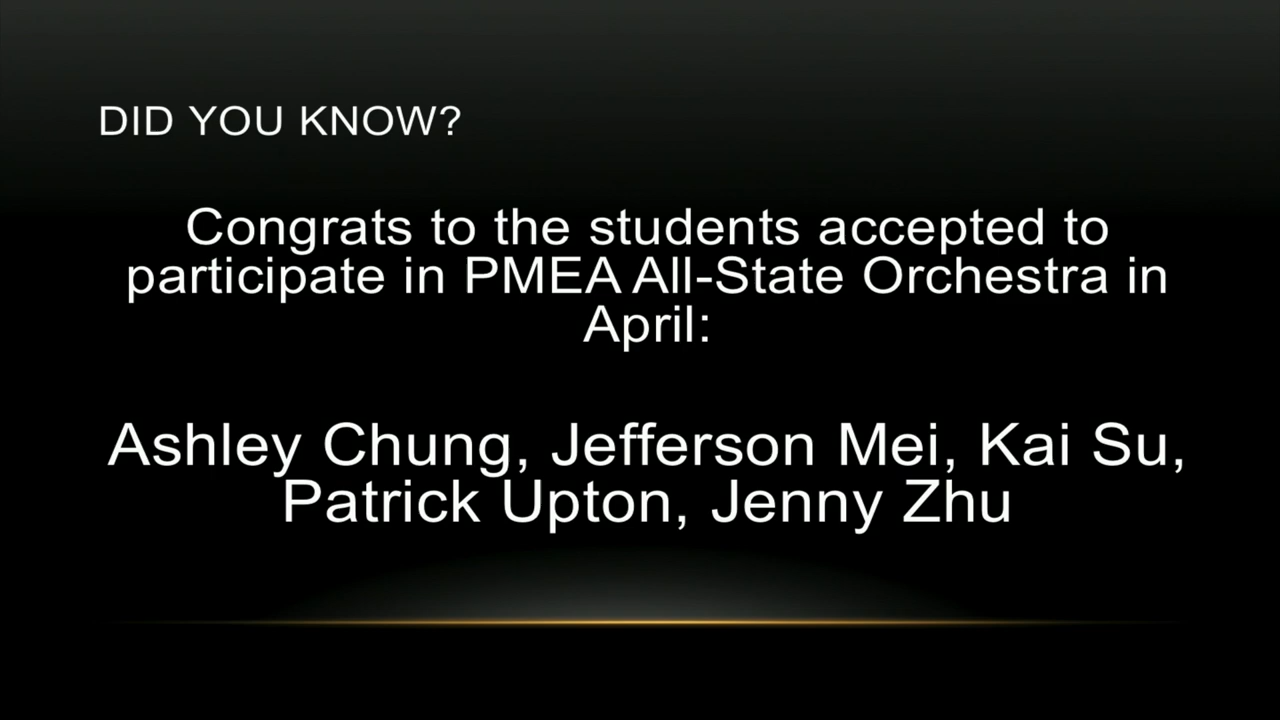 DID YOU KNOW?
Congrats to the students accepted to
participate in PMEA All-State Orchestra in
April:
Ashley Chung, Jefferson Mei, Kai Su,
Patrick Upton, Jenny Zhu